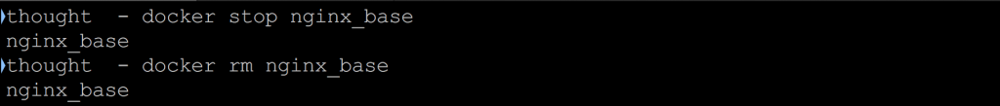 thought - docker stop nginx_base
nginx_base
thought - docker rm nginx_base
nginx_base